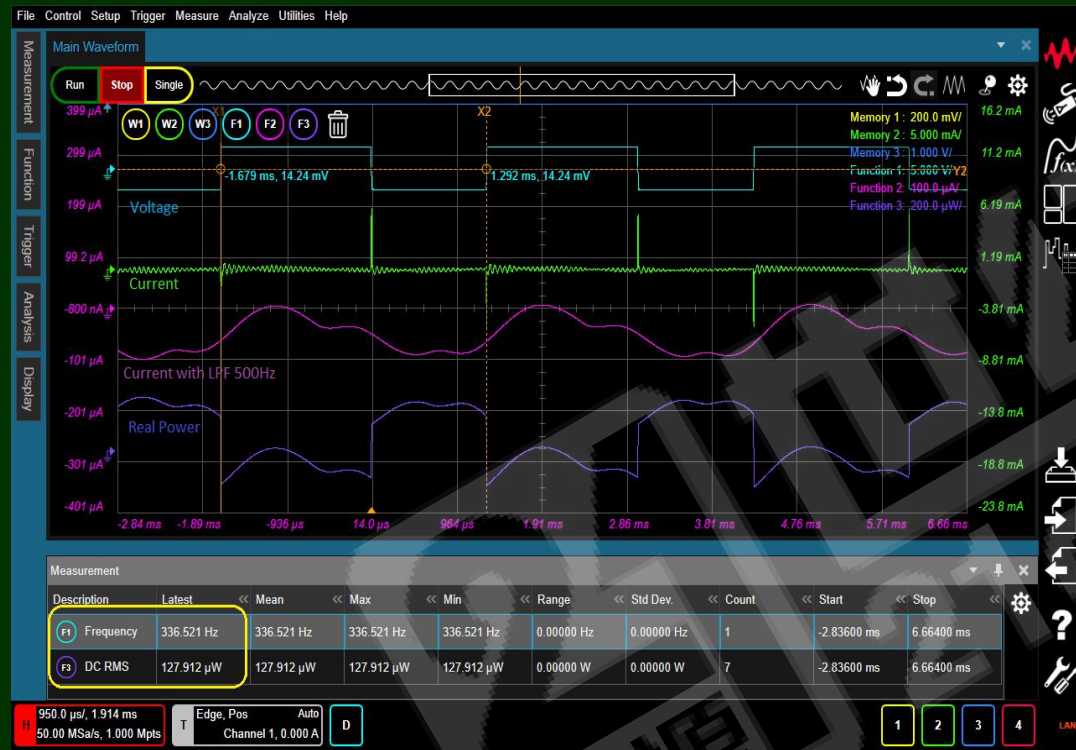 File Control Setup Trigger Measure Analyze Utilities Help
Measurement
Function
Trigger
Analysis
Display
Main Waveform
Run Stop Single
399 µA
W1 W2 W3 F1 F2 F3
X1
X2
16.2 mA
Memory 1 : 200.0 mV/
Memory 2 : 5.000 mA/
Memory 3 : 1.000 V/
Function 1: 5.000 V/
Function 2: 100.0 µA/
Function 3: 200.0 µW/
299 µA
11.2 mA
-1.679 ms, 14.24 mV
1.292 ms, 14.24 mV
Y2
199 µA
Voltage
6.19 mA
99.2 µA
1.19 mA
Current
-800 nA
-3.81 mA
-101 µA
-8.81 mA
Current with LPF 500Hz
-201 µA
-13.8 mA
Real Power
-301 µA
-18.8 mA
-401 µA
-23.8 mA
-2.84 ms -1.89 ms -936 µs 14.0 µs 964 µs 1.91 ms 2.86 ms 3.81 ms 4.76 ms 5.71 ms 6.66 ms
Measurement
Description Latest Mean Max Min Range Std Dev. Count Start Stop
F1 Frequency 336.521 Hz 336.521 Hz 336.521 Hz 336.521 Hz 0.00000 Hz 0.00000 Hz 1 -2.83600 ms 6.66400 ms
F3 DC RMS 127.912 µW 127.912 µW 127.912 µW 127.912 µW 0.00000 W 0.00000 W 7 -2.83600 ms 6.66400 ms
H 950.0 µs/, 1.914 ms
50.00 MSa/s, 1.000 Mpts
T Edge, Pos Auto
Channel 1, 0.000 A
D
1 2 3 4
LAN
f(x)
?